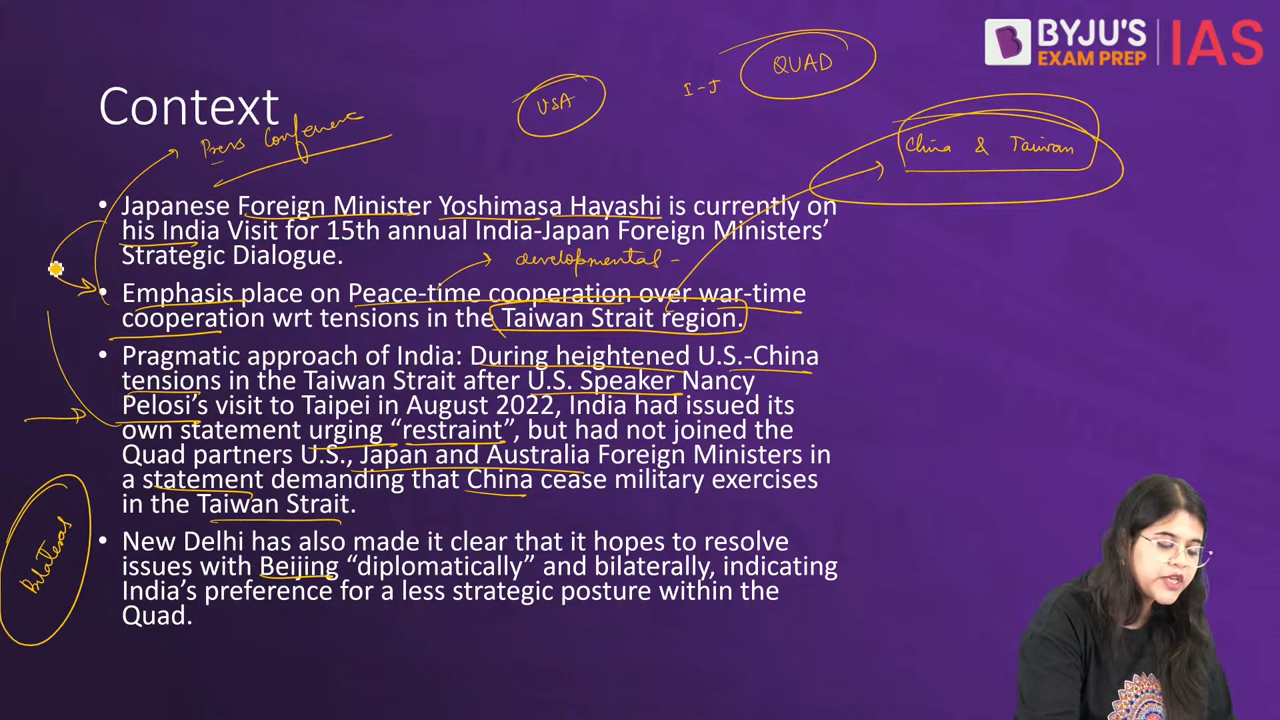 BYJU'S
EXAM PREP
IAS
QUAD
I-J
USA
Context
Press Conference
China & Taiwan
• Japanese Foreign Minister Yoshimasa Hayashi is currently on
his India Visit for 15th annual India-Japan Foreign Ministers'
Strategic Dialogue.
developmental -
• Emphasis place on Peace-time cooperation over war-time
cooperation wrt tensions in the Taiwan Strait region.
• Pragmatic approach of India: During heightened U.S.-China
tensions in the Taiwan Strait after U.S. Speaker Nancy
Pelosi's visit to Taipei in August 2022, India had issued its
own statement urging “restraint”, but had not joined the
Quad partners U.S., Japan and Australia Foreign Ministers in
a statement demanding that China cease military exercises
in the Taiwan Strait.
• New Delhi has also made it clear that it hopes to resolve
issues with Beijing “diplomatically” and bilaterally, indicating
India's preference for a less strategic posture within the
Quad.
Bilateral